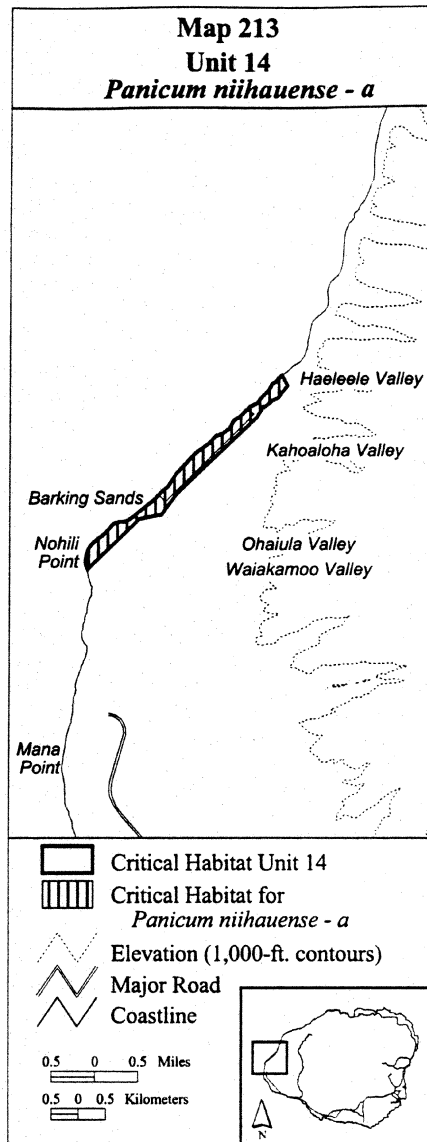 Map 213
Unit 14
Panicum niihauense - a
Haeleele Valley
Kahoaloha Valley
Barking Sands
Nohili
Point
Ohaiula Valley
Waiakamoo Valley
Mana
Point
Critical Habitat Unit 14
Critical Habitat for
Panicum niihauense - a
Elevation (1,000-ft. contours)
Major Road
Coastline
0.5 0 0.5 Miles
0.5 0 0.5 Kilometers
N